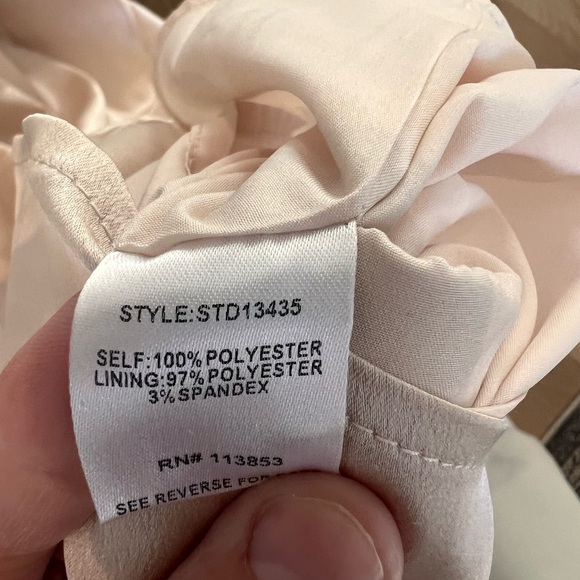 STYLE:STD13435
SELF:100% POLYESTER
LINING:97% POLYESTER
3% SPANDEX
RN# 113853
SEE REVERSE FOR